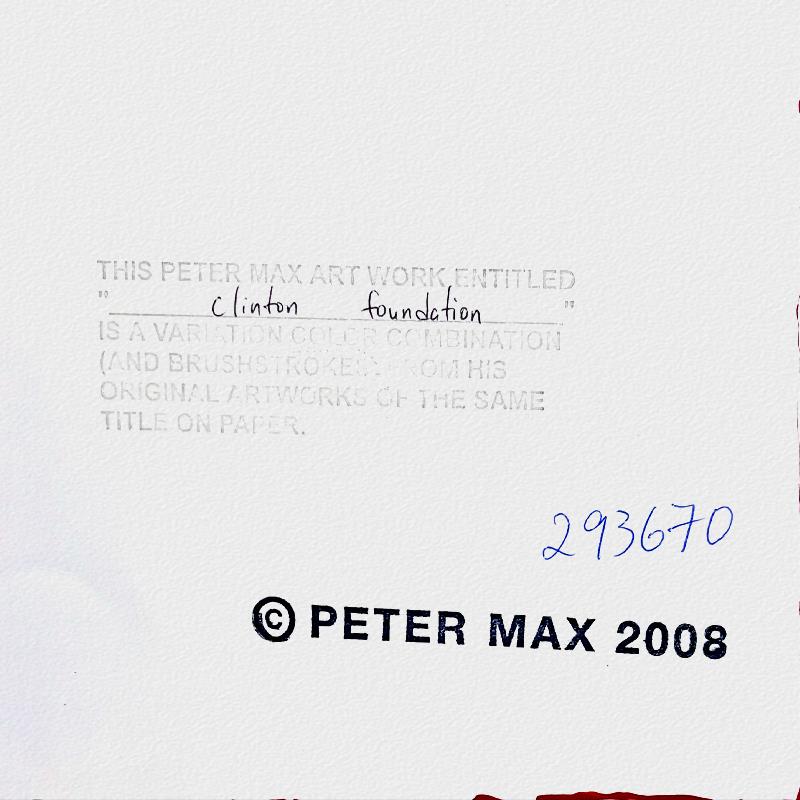 THIS PETER MAX ART WORK ENTITLED
" clinton foundation "
IS A VARIATION COLOR COMBINATION
(AND BRUSHSTROKES) FROM HIS
ORIGINAL ARTWORKS OF THE SAME
TITLE ON PAPER.
293670
© PETER MAX 2008